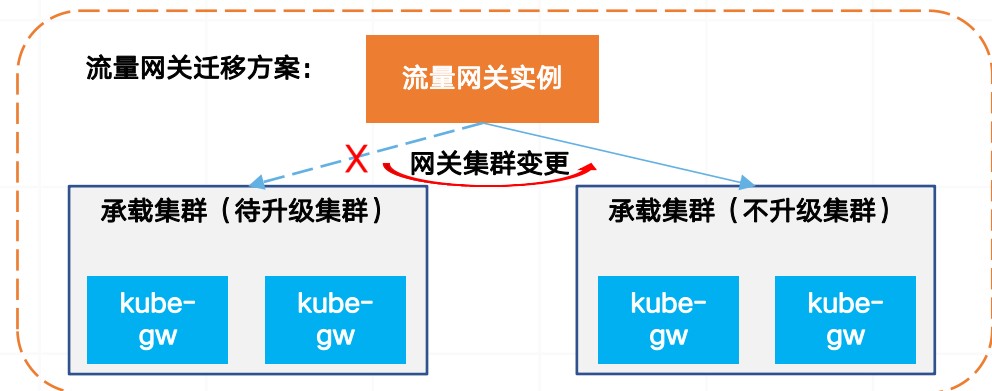 流量网关迁移方案：
流量网关实例
X
网关集群变更
承载集群（待升级集群）
承载集群（不升级集群）
kube-
gw
kube-
gw
kube-
gw
kube-
gw